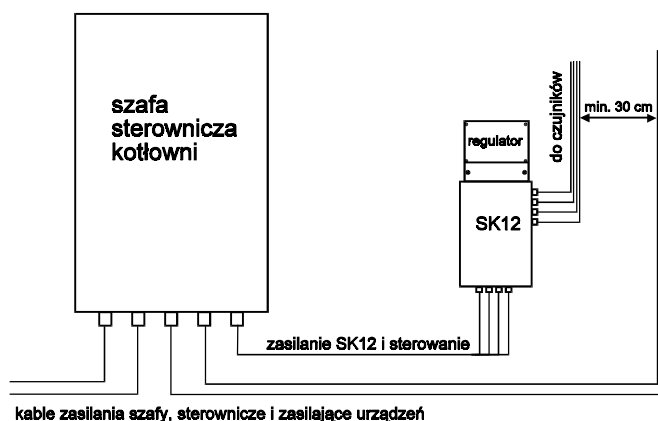 szafa
sterownicza
kotłowni
regulator
do czujników
min. 30 cm
SK12
zasilanie SK12 i sterowanie
kable zasilania szafy, sterownicze i zasilające urządzeń